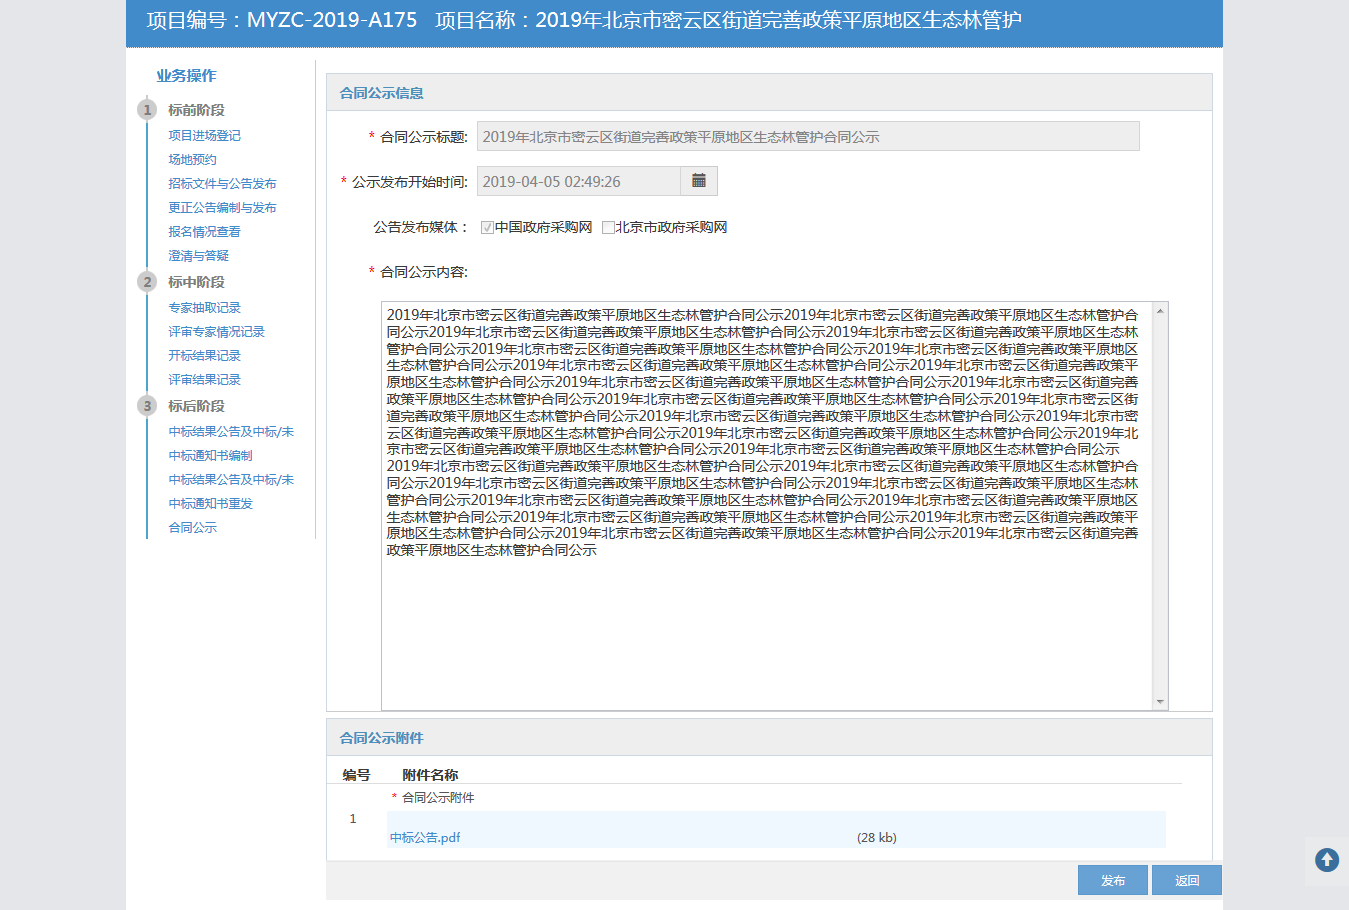 项目编号：MYZC-2019-A175 项目名称：2019年北京市密云区街道完善政策平原地区生态林管护
业务操作
1 标前阶段
项目进场登记
场地预约
招标文件与公告发布
更正公告编制与发布
报名情况查看
澄清与答疑
2 标中阶段
专家抽取记录
评审专家情况记录
开标结果记录
评审结果记录
3 标后阶段
中标结果公告及中标/未
中标通知书编制
中标结果公告及中标/未
中标通知书重发
合同公示
合同公示信息
* 合同公示标题: 2019年北京市密云区街道完善政策平原地区生态林管护合同公示
* 公示发布开始时间: 2019-04-05 02:49:26
公告发布媒体： 中国政府采购网 北京市政府采购网
* 合同公示内容:
2019年北京市密云区街道完善政策平原地区生态林管护合同公示2019年北京市密云区街道完善政策平原地区生态林管护合
同公示2019年北京市密云区街道完善政策平原地区生态林管护合同公示2019年北京市密云区街道完善政策平原地区生态林
管护合同公示2019年北京市密云区街道完善政策平原地区生态林管护合同公示2019年北京市密云区街道完善政策平原地区
生态林管护合同公示2019年北京市密云区街道完善政策平原地区生态林管护合同公示2019年北京市密云区街道完善政策平
原地区生态林管护合同公示2019年北京市密云区街道完善政策平原地区生态林管护合同公示2019年北京市密云区街道完善
政策平原地区生态林管护合同公示2019年北京市密云区街道完善政策平原地区生态林管护合同公示2019年北京市密云区街
道完善政策平原地区生态林管护合同公示2019年北京市密云区街道完善政策平原地区生态林管护合同公示2019年北京市密
云区街道完善政策平原地区生态林管护合同公示2019年北京市密云区街道完善政策平原地区生态林管护合同公示2019年北
京市密云区街道完善政策平原地区生态林管护合同公示2019年北京市密云区街道完善政策平原地区生态林管护合同公示
2019年北京市密云区街道完善政策平原地区生态林管护合同公示2019年北京市密云区街道完善政策平原地区生态林管护合
同公示2019年北京市密云区街道完善政策平原地区生态林管护合同公示2019年北京市密云区街道完善政策平原地区生态林
管护合同公示2019年北京市密云区街道完善政策平原地区生态林管护合同公示2019年北京市密云区街道完善政策平原地区
生态林管护合同公示2019年北京市密云区街道完善政策平原地区生态林管护合同公示2019年北京市密云区街道完善政策平
原地区生态林管护合同公示2019年北京市密云区街道完善政策平原地区生态林管护合同公示2019年北京市密云区街道完善
政策平原地区生态林管护合同公示
合同公示附件
编号 附件名称
* 合同公示附件
1
中标公告.pdf (28 kb)
发布 返回